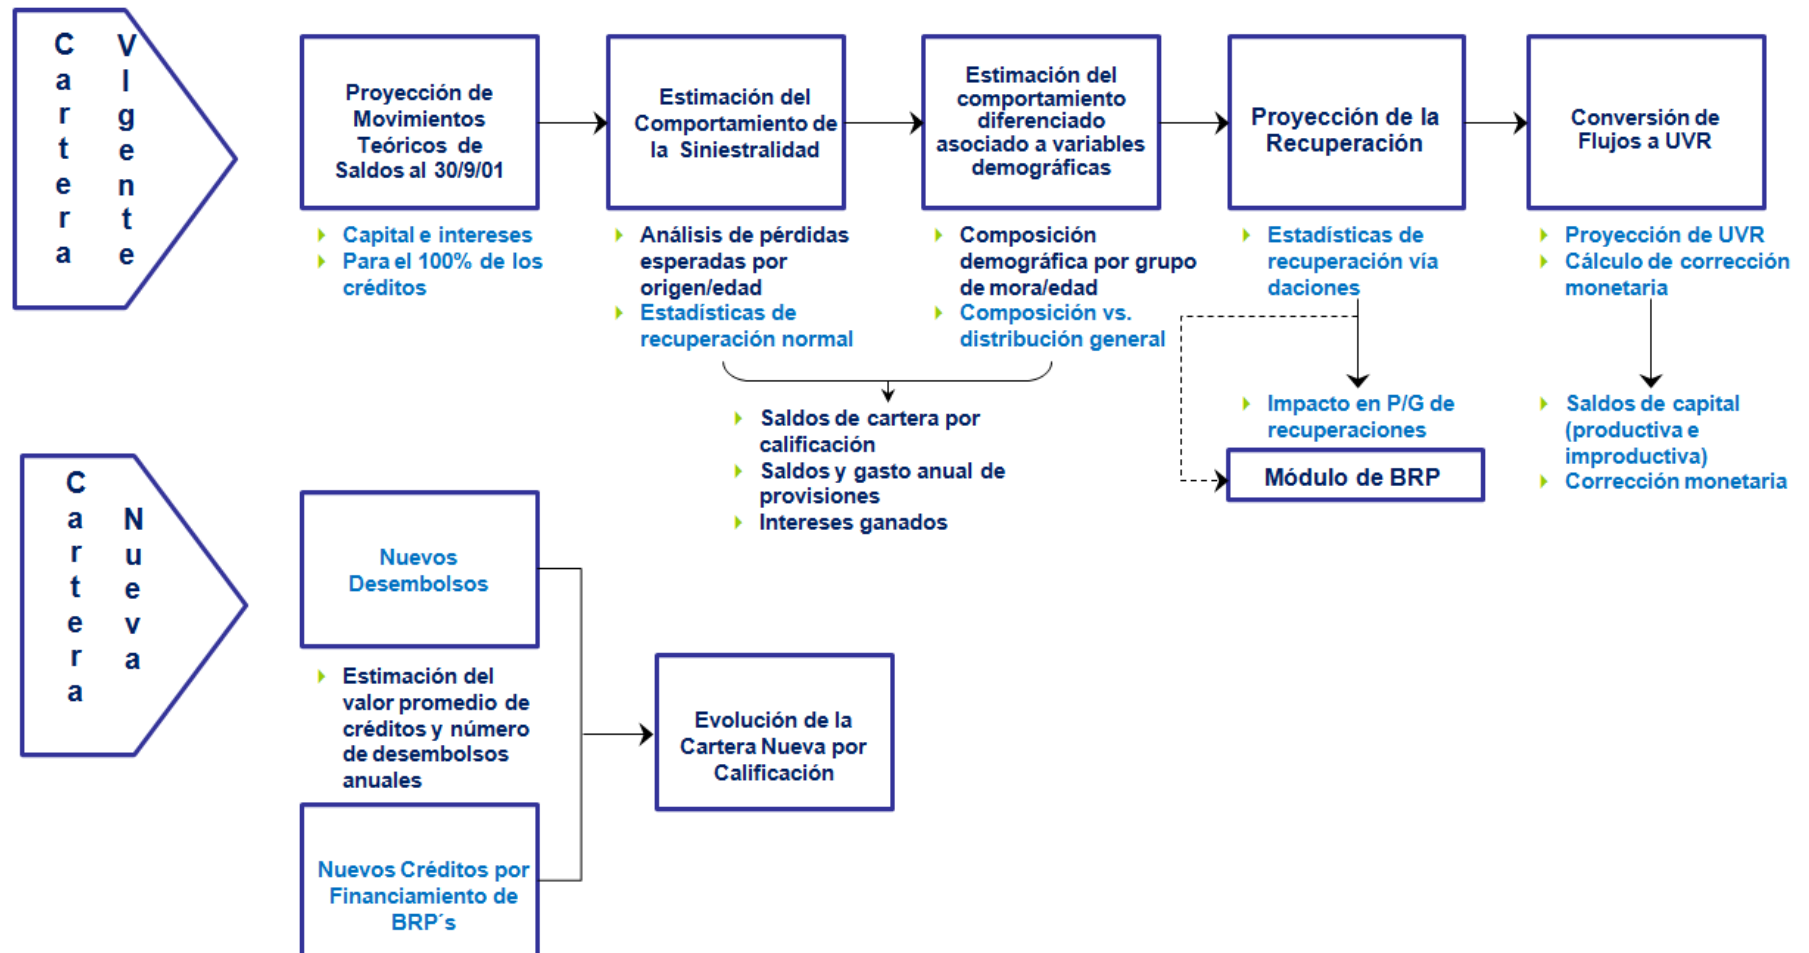 Cartera
VIgente
Proyección de
Movimientos
Teóricos de
Saldos al 30/9/01
Capital e intereses
Para el 100% de los
créditos
Estimación del
Comportamiento de
la Siniestralidad
Análisis de pérdidas
esperadas por
origen/edad
Estadísticas de
recuperación normal
Estimación del
comportamiento
diferenciado
asociado a variables
demográficas
Composición
demográfica por grupo
de mora/edad
Composición vs.
distribución general
Saldos de cartera por
calificación
Saldos y gasto anual de
provisiones
Intereses ganados
Proyección de la
Recuperación
Estadísticas de
recuperación vía
daciones
Impacto en P/G de
recuperaciones
Módulo de BRP
Conversión de
Flujos a UVR
Proyección de UVR
Cálculo de corrección
monetaria
Saldos de capital
(productiva e
improductiva)
Corrección monetaria
Cartera
Nueva
Nuevos
Desembolsos
Estimación del
valor promedio de
créditos y número
de desembolsos
anuales
Nuevos Créditos por
Financiamiento de
BRP´s
Evolución de la
Cartera Nueva por
Calificación